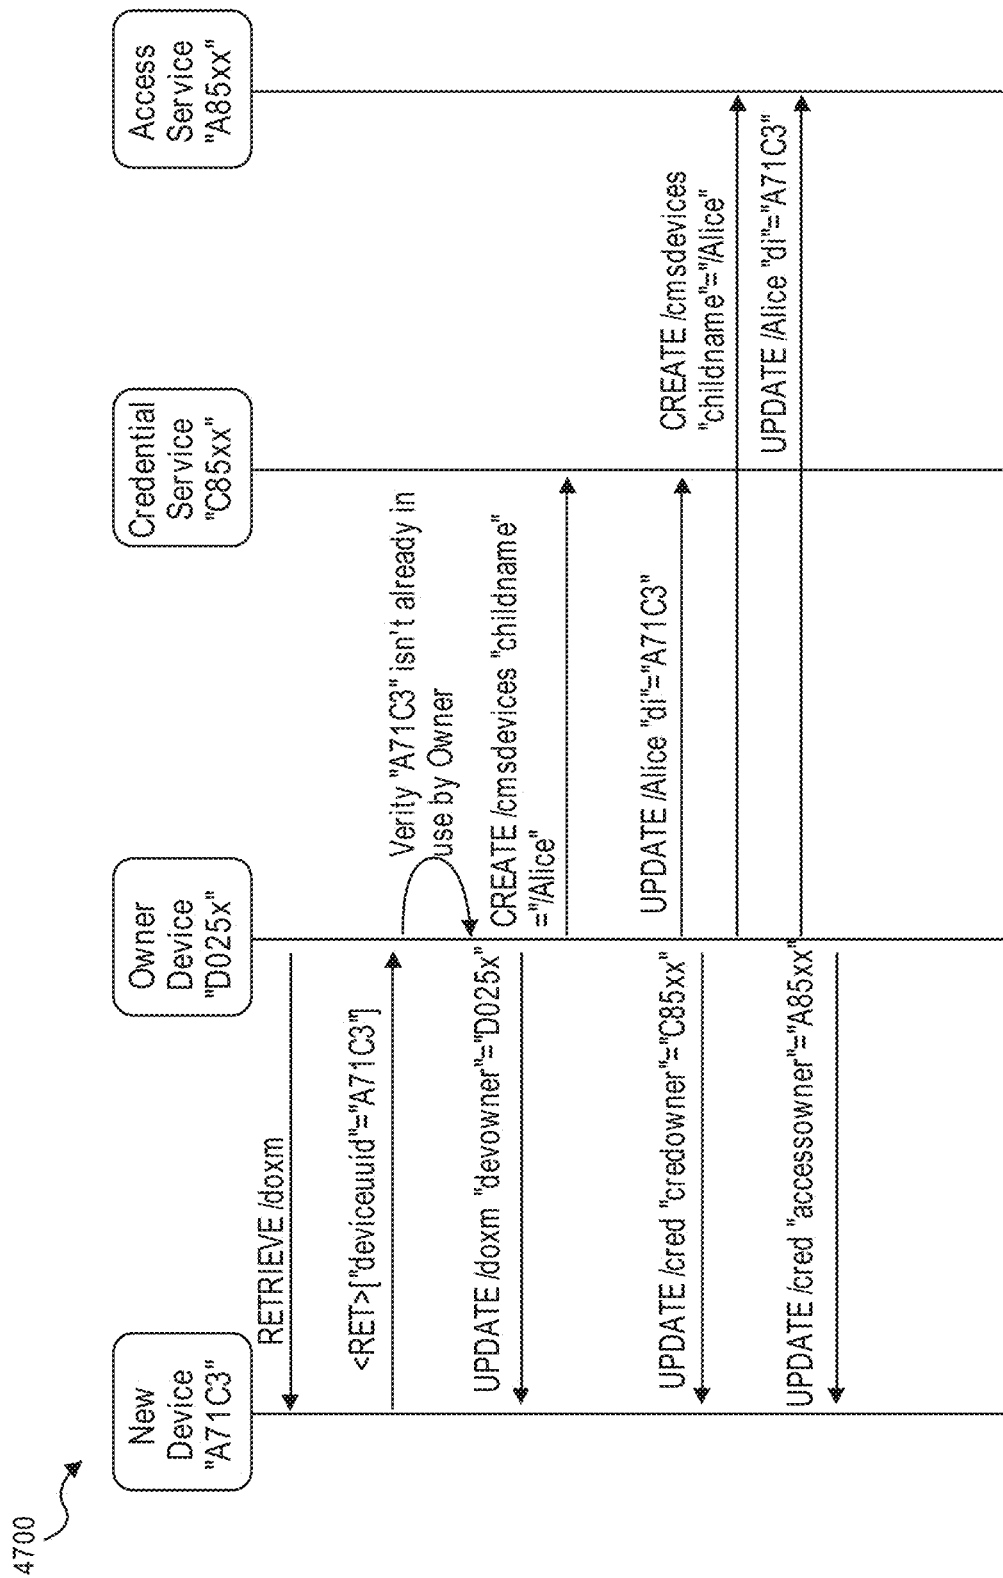 4700
New
Device
"A71C3"
Owner
Device
"D025x"
Credential
Service
"C85xx"
Access
Service
"A85xx"
RETRIEVE /doxm
<RET>["deviceuuid"="A71C3"]
Verity "A71C3" isn't already in
use by Owner
UPDATE /doxm "devowner"="D025x"
CREATE /cmsdevices "childname"
="/Alice"
UPDATE /Alice "di"="A71C3"
UPDATE /cred "credowner"="C85xx"
CREATE /cmsdevices
"childname"="/Alice"
UPDATE /Alice "di"="A71C3"
UPDATE /cred "accessowner"="A85xx"